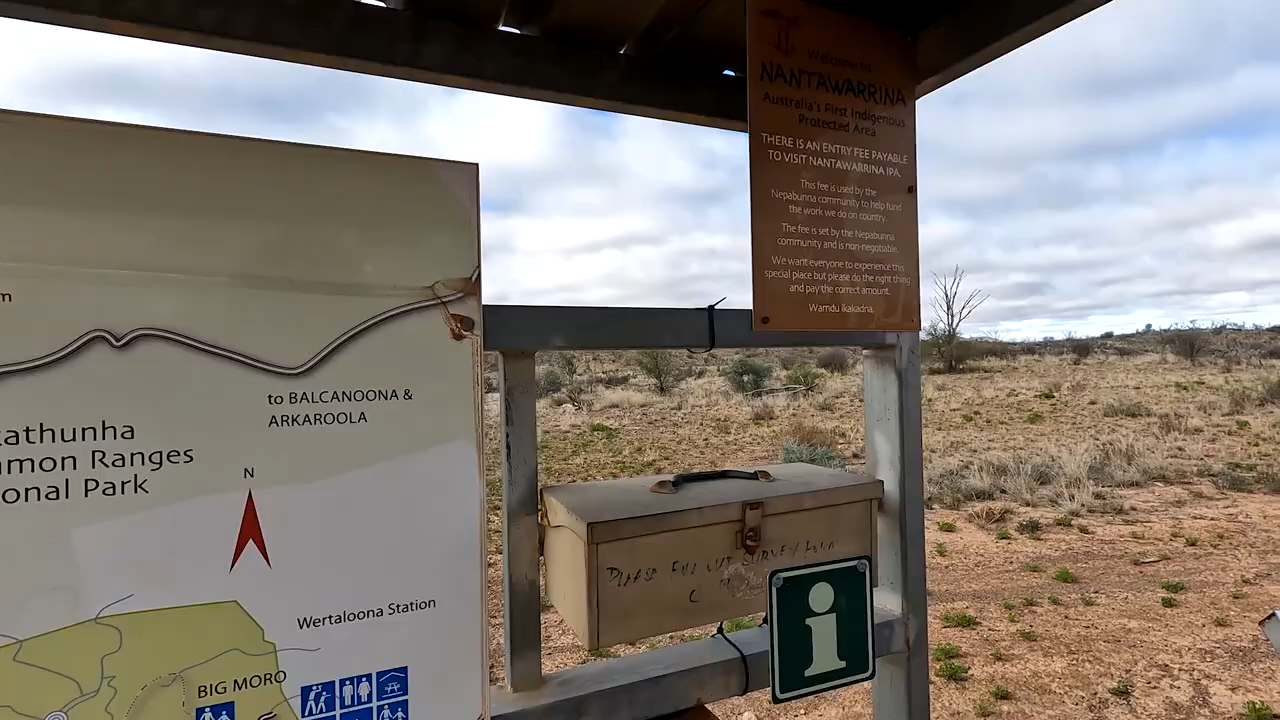 m
to BALCANOONA &
ARKAROOLA
athunha
mmon Ranges
onal Park
N
Wertaloona Station
BIG MORO
Welcome to
NANTAWARRINA
Australia's First Indigenous
Protected Area
THERE IS AN ENTRY FEE PAYABLE
TO VISIT NANTAWARRINA IPA.
This fee is used by the
Nepabunna community to help fund
the work we do on country.
The fee is set by the Nepabunna
community and is non-negotiable.
We want everyone to experience this
special place but please do the right thing
and pay the correct amount.
Warndu ikakadna.
PLEASE FILL OUT SURVEY FORM
i